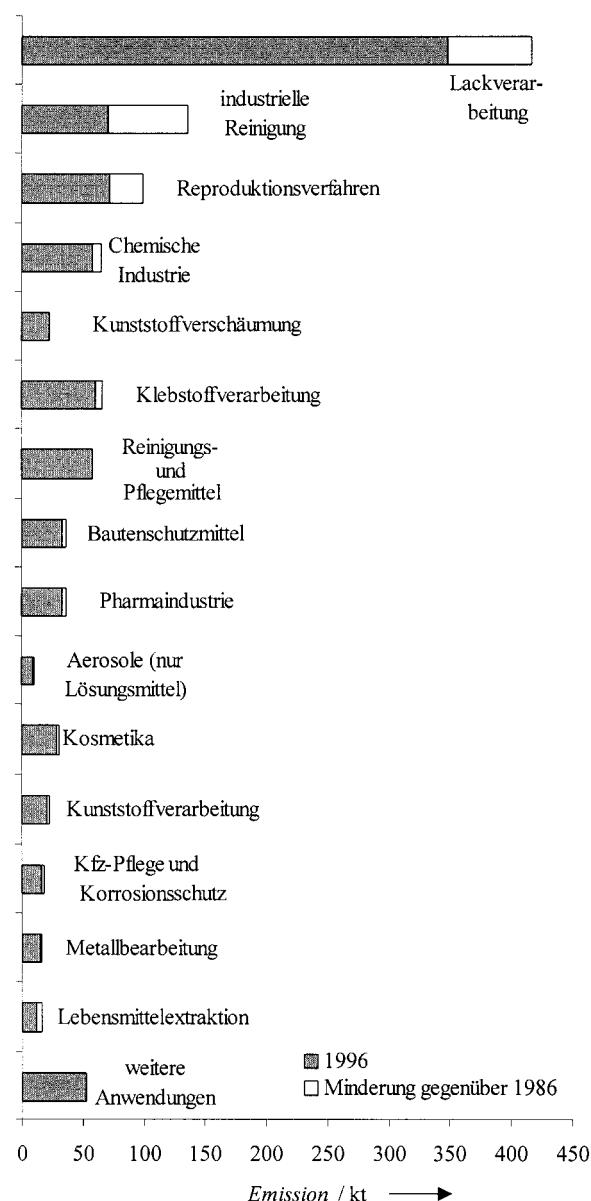 Lackverar-
beitung
industrielle
Reinigung
Reproduktionsverfahren
Chemische
Industrie
Kunststoffverschäumung
Klebstoffverarbeitung
Reinigungs-
und
Pflegemittel
Bautenschutzmittel
Pharmaindustrie
Aerosole (nur
Lösungsmittel)
Kosmetika
Kunststoffverarbeitung
Kfz-Pflege und
Korrosionsschutz
Metallbearbeitung
Lebensmittelextraktion
weitere
Anwendungen
1996
Minderung gegenüber 1986
0 50 100 150 200 250 300 350 400 450
Emission / kt